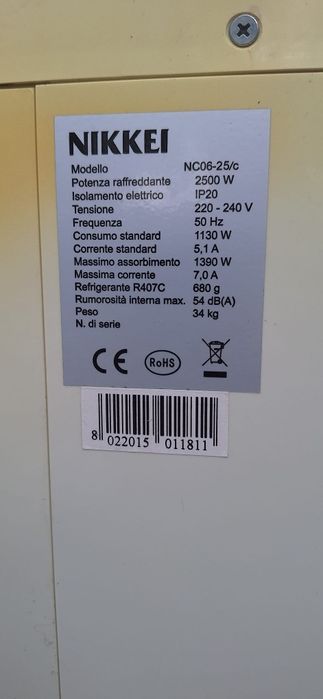 NIKKEI
Modello NC06-25/c
Potenza raffreddante 2500 W
Isolamento elettrico IP20
Tensione 220 - 240 V
Frequenza 50 Hz
Consumo standard 1130 W
Corrente standard 5,1 A
Massimo assorbimento 1390 W
Massima corrente 7,0 A
Refrigerante R407C 680 g
Rumorosità interna max. 54 dB(A)
Peso 34 kg
N. di serie
CE RoHS
8 022015 011811